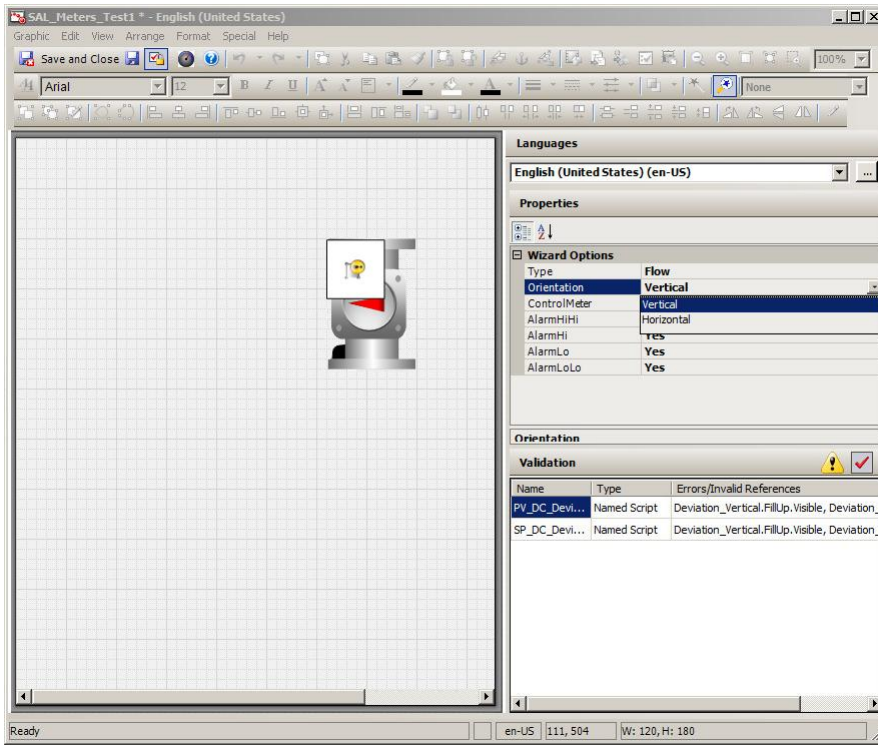 SAL_Meters_Test1 * - English (United States)
Graphic Edit View Arrange Format Special Help
Save and Close 100%
Arial 12 B I U A A A None
Languages
English (United States) (en-US) ...
Properties
Wizard Options
Type Flow
Orientation Vertical
ControlMeter Vertical
AlarmHiHi Horizontal
AlarmHi Yes
AlarmLo Yes
AlarmLoLo Yes
Orientation
Validation
Name Type Errors/Invalid References
PV_DC_Devi... Named Script Deviation_Vertical.FillUp.Visible, Deviation_
SP_DC_Devi... Named Script Deviation_Vertical.FillUp.Visible, Deviation_
Ready en-US 111, 504 W: 120, H: 180